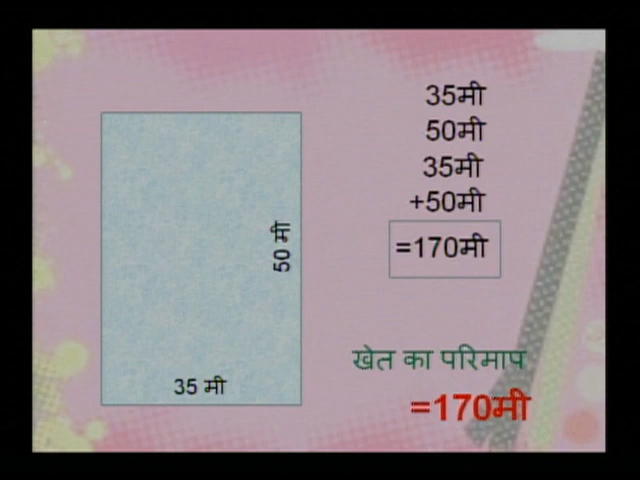 35मी
50मी
35मी
+50मी
=170मी
50 मी
35 मी
खेत का परिमाप
=170मी